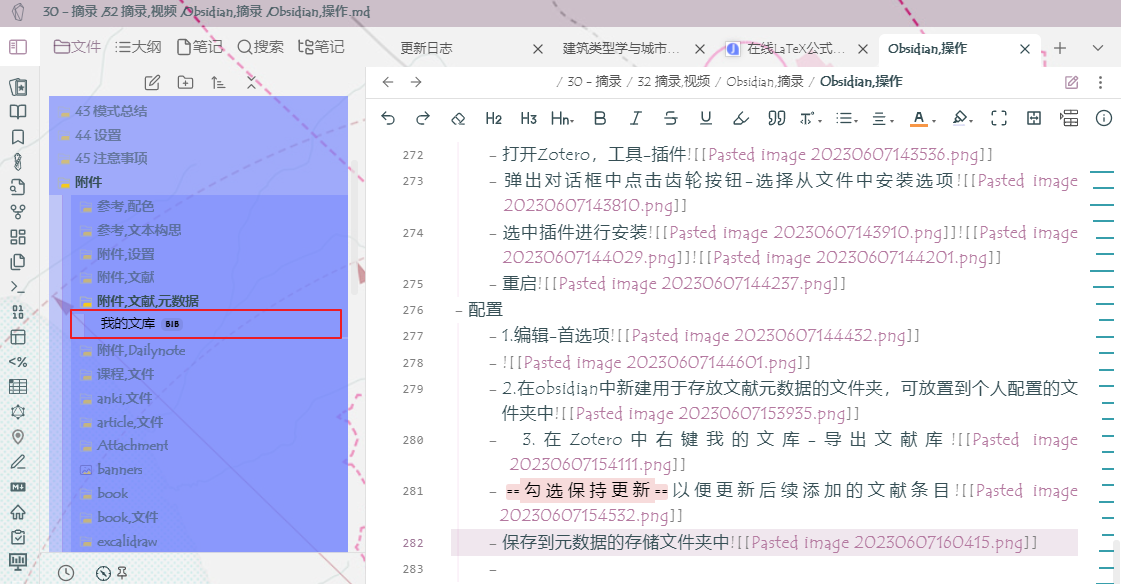 30 - 摘录/32 摘录,视频/Obsidian,摘录/Obsidian,操作.md
文件 大纲 笔记 搜索 笔记
更新日志 建筑类型学与城市... 在线LaTeX公式... Obsidian,操作
/ 30 - 摘录 / 32 摘录,视频 / Obsidian,摘录 / Obsidian,操作
H2 H3 Hn B I S U A
43 模式总结
44 设置
45 注意事项
附件
参考,配色
参考,文本构思
附件,设置
附件,文献
附件,文献,元数据
我的文库 BIB
附件,Dailynote
课程,文件
anki,文件
article,文件
Attachment
banners
book
book,文件
excalidraw
272 - 打开Zotero，工具-插件![[Pasted image 20230607143536.png]]
273 - 弹出对话框中点击齿轮按钮-选择从文件中安装选项![[Pasted image
20230607143810.png]]
274 - 选中插件进行安装![[Pasted image 20230607143910.png]]![[Pasted image
20230607144029.png]]![[Pasted image 20230607144201.png]]
275 - 重启![[Pasted image 20230607144237.png]]
276 - 配置
277 - 1.编辑-首选项![[Pasted image 20230607144432.png]]
278 - ![[Pasted image 20230607144601.png]]
279 - 2.在obsidian中新建用于存放文献元数据的文件夹，可放置到个人配置的文
件夹中![[Pasted image 20230607153935.png]]
280 - 3.在Zotero中右键我的文库-导出文献库![[Pasted image
20230607154111.png]]
281 - ==勾选保持更新==以便更新后续添加的文献条目![[Pasted image
20230607154532.png]]
282 - 保存到元数据的存储文件夹中![[Pasted image 20230607160415.png]]
283 -